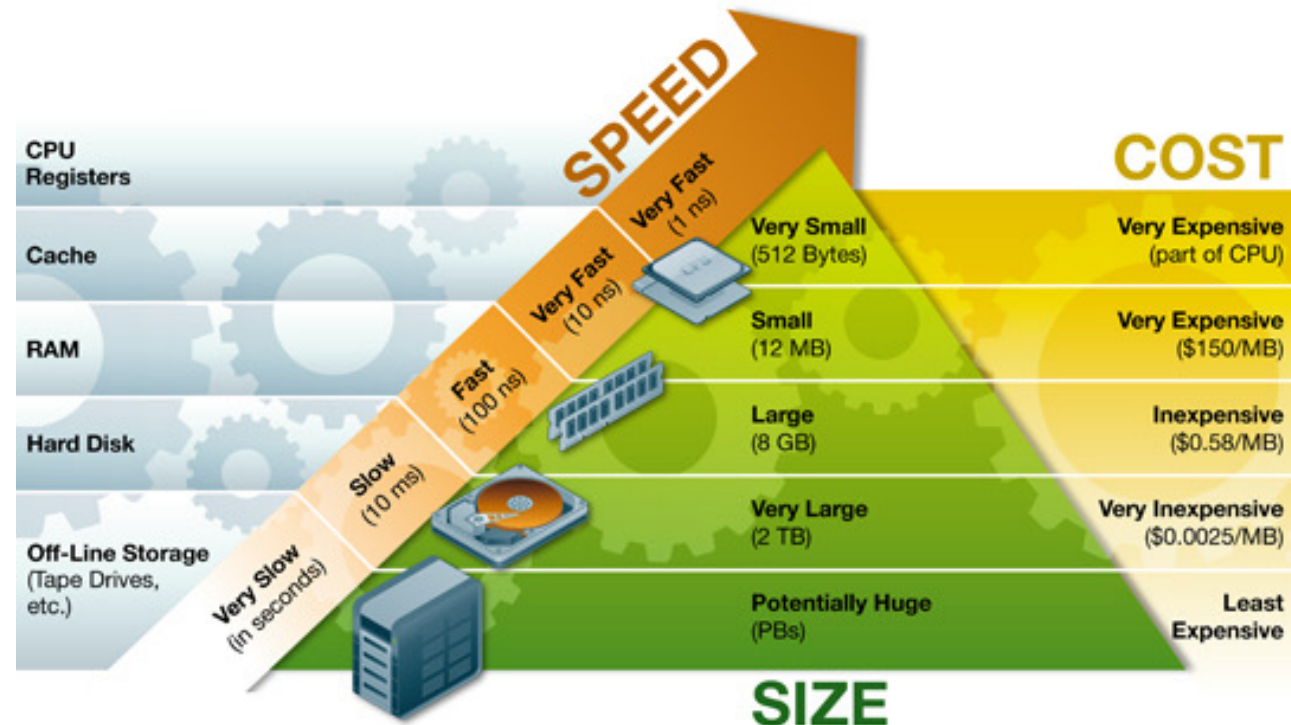 SPEED
COST
CPU
Registers
Very Fast
(1 ns)
Very Small
(512 Bytes)
Very Expensive
(part of CPU)
Cache
Very Fast
(10 ns)
CPU
Small
(12 MB)
Very Expensive
($150/MB)
RAM
Fast
(100 ns)
Large
(8 GB)
Inexpensive
($0.58/MB)
Hard Disk
Slow
(10 ms)
Very Large
(2 TB)
Very Inexpensive
($0.0025/MB)
Off-Line Storage
(Tape Drives,
etc.)
Very Slow
(in seconds)
Potentially Huge
(PBs)
Least
Expensive
SIZE